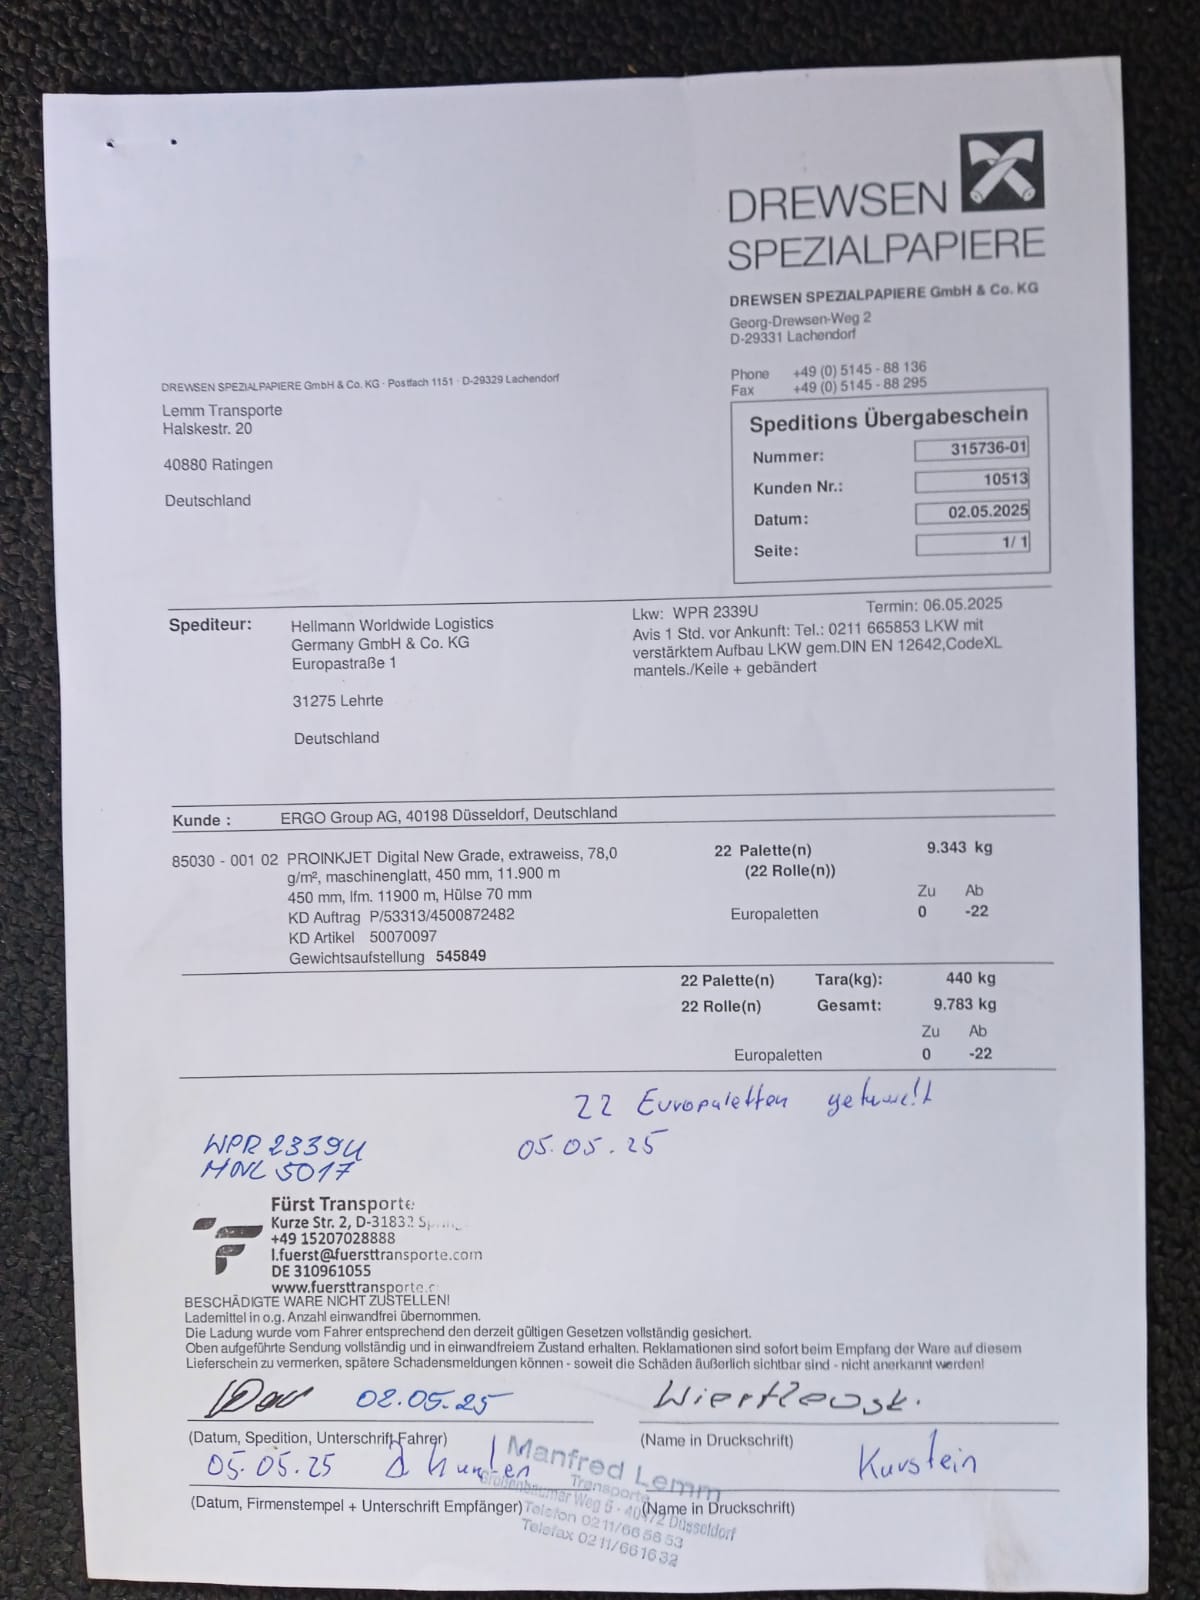 DREWSEN
SPEZIALPAPIERE
DREWSEN SPEZIALPAPIERE GmbH & Co. KG
Georg-Drewsen-Weg 2
D-29331 Lachendorf
Phone +49 (0) 5145 - 88 136
Fax +49 (0) 5145 - 88 295
DREWSEN SPEZIALPAPIERE GmbH & Co. KG · Postfach 1151 · D-29329 Lachendorf
Lemm Transporte
Halskestr. 20
40880 Ratingen
Deutschland
Speditions Übergabeschein
Nummer: 315736-01
Kunden Nr.: 10513
Datum: 02.05.2025
Seite: 1/ 1
Spediteur: Hellmann Worldwide Logistics
Germany GmbH & Co. KG
Europastraße 1
31275 Lehrte
Deutschland
Lkw: WPR 2339U Termin: 06.05.2025
Avis 1 Std. vor Ankunft: Tel.: 0211 665853 LKW mit
verstärktem Aufbau LKW gem.DIN EN 12642,CodeXL
mantels./Keile + gebändert
Kunde : ERGO Group AG, 40198 Düsseldorf, Deutschland
85030 - 001 02 PROINKJET Digital New Grade, extraweiss, 78,0 22 Palette(n) 9.343 kg
g/m², maschinenglatt, 450 mm, 11.900 m (22 Rolle(n))
450 mm, lfm. 11900 m, Hülse 70 mm Zu Ab
KD Auftrag P/53313/4500872482 Europaletten 0 -22
KD Artikel 50070097
Gewichtsaufstellung 545849
22 Palette(n) Tara(kg): 440 kg
22 Rolle(n) Gesamt: 9.783 kg
Zu Ab
Europaletten 0 -22
22 Europaletten
05.05.25
WPR 2339U
HNL 5017
Fürst Transporte
Kurze Str. 2, D-31832
+49 15207028888
l.fuerst@fuersttransporte.com
DE 310961055
www.fuersttransporte.c
BESCHÄDIGTE WARE NICHT ZUSTELLEN!
Lademittel in o.g. Anzahl einwandfrei übernommen.
Die Ladung wurde vom Fahrer entsprechend den derzeit gültigen Gesetzen vollständig gesichert.
Oben aufgeführte Sendung vollständig und in einwandfreiem Zustand erhalten. Reklamationen sind sofort beim Empfang der Ware auf diesem
Lieferschein zu vermerken, spätere Schadensmeldungen können - soweit die Schäden äußerlich sichtbar sind - nicht anerkannt werden!
02.05.25
(Datum, Spedition, Unterschrift Fahrer) (Name in Druckschrift)
05.05.25 Kurstein
(Datum, Firmenstempel + Unterschrift Empfänger) (Name in Druckschrift)
Manfred Lemm
Transporte
Großenbaumer Weg 6 - 40472 Düsseldorf
Telefon 0211/66 58 53
Telefax 0211/661632